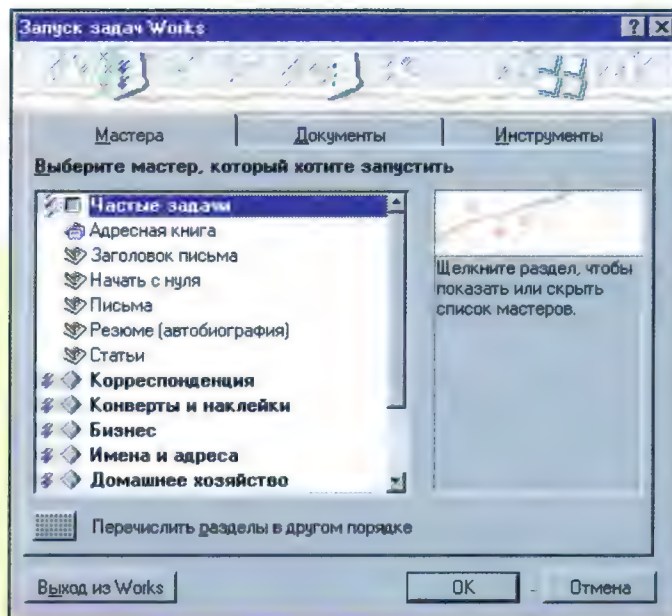 Запуск задач Works
Мастера Документы Инструменты
Выберите мастер, который хотите запустить
Частые задачи
Адресная книга
Заголовок письма
Начать с нуля
Письма
Резюме (автобиография)
Статьи
Корреспонденция
Конверты и наклейки
Бизнес
Имена и адреса
Домашнее хозяйство
Щелкните раздел, чтобы
показать или скрыть
список мастеров.
Перечислить разделы в другом порядке
Выход из Works OK Отмена